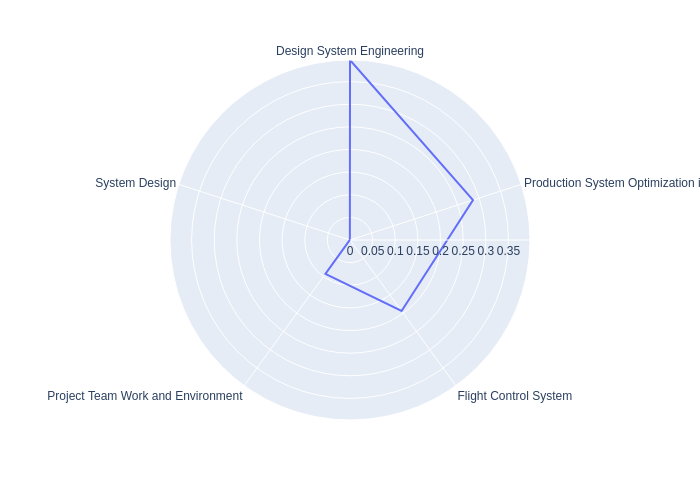 Design System Engineering
System Design
Production System Optimization i
0 0.05 0.1 0.15 0.2 0.25 0.3 0.35
Project Team Work and Environment
Flight Control System